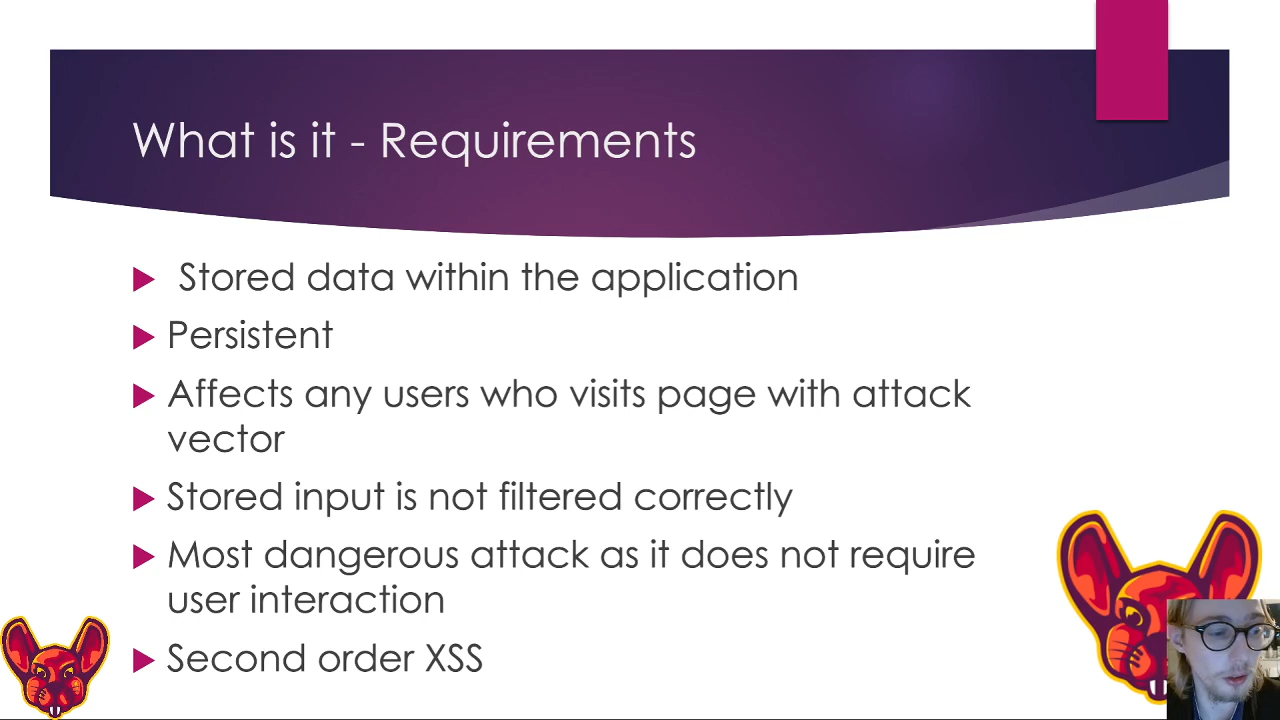 What is it - Requirements
Stored data within the application
Persistent
Affects any users who visits page with attack
vector
Stored input is not filtered correctly
Most dangerous attack as it does not require
user interaction
Second order XSS